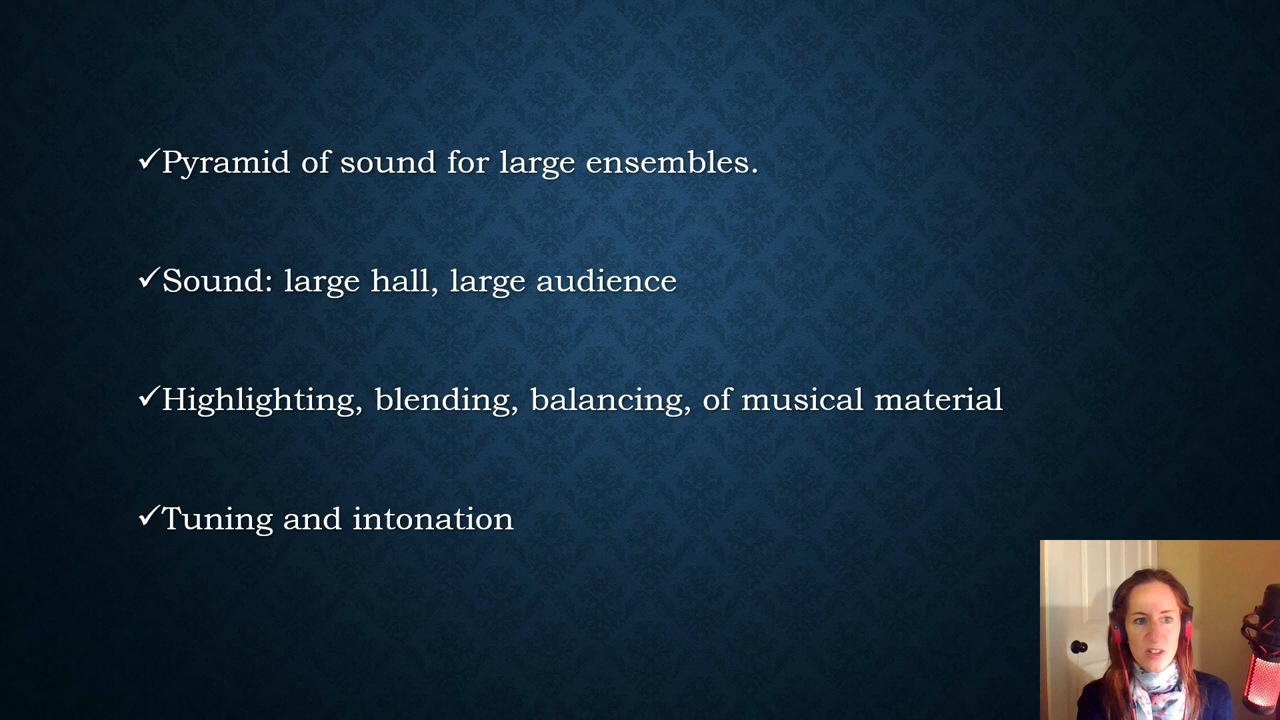 ✓Pyramid of sound for large ensembles.
✓Sound: large hall, large audience
✓Highlighting, blending, balancing, of musical material
✓Tuning and intonation